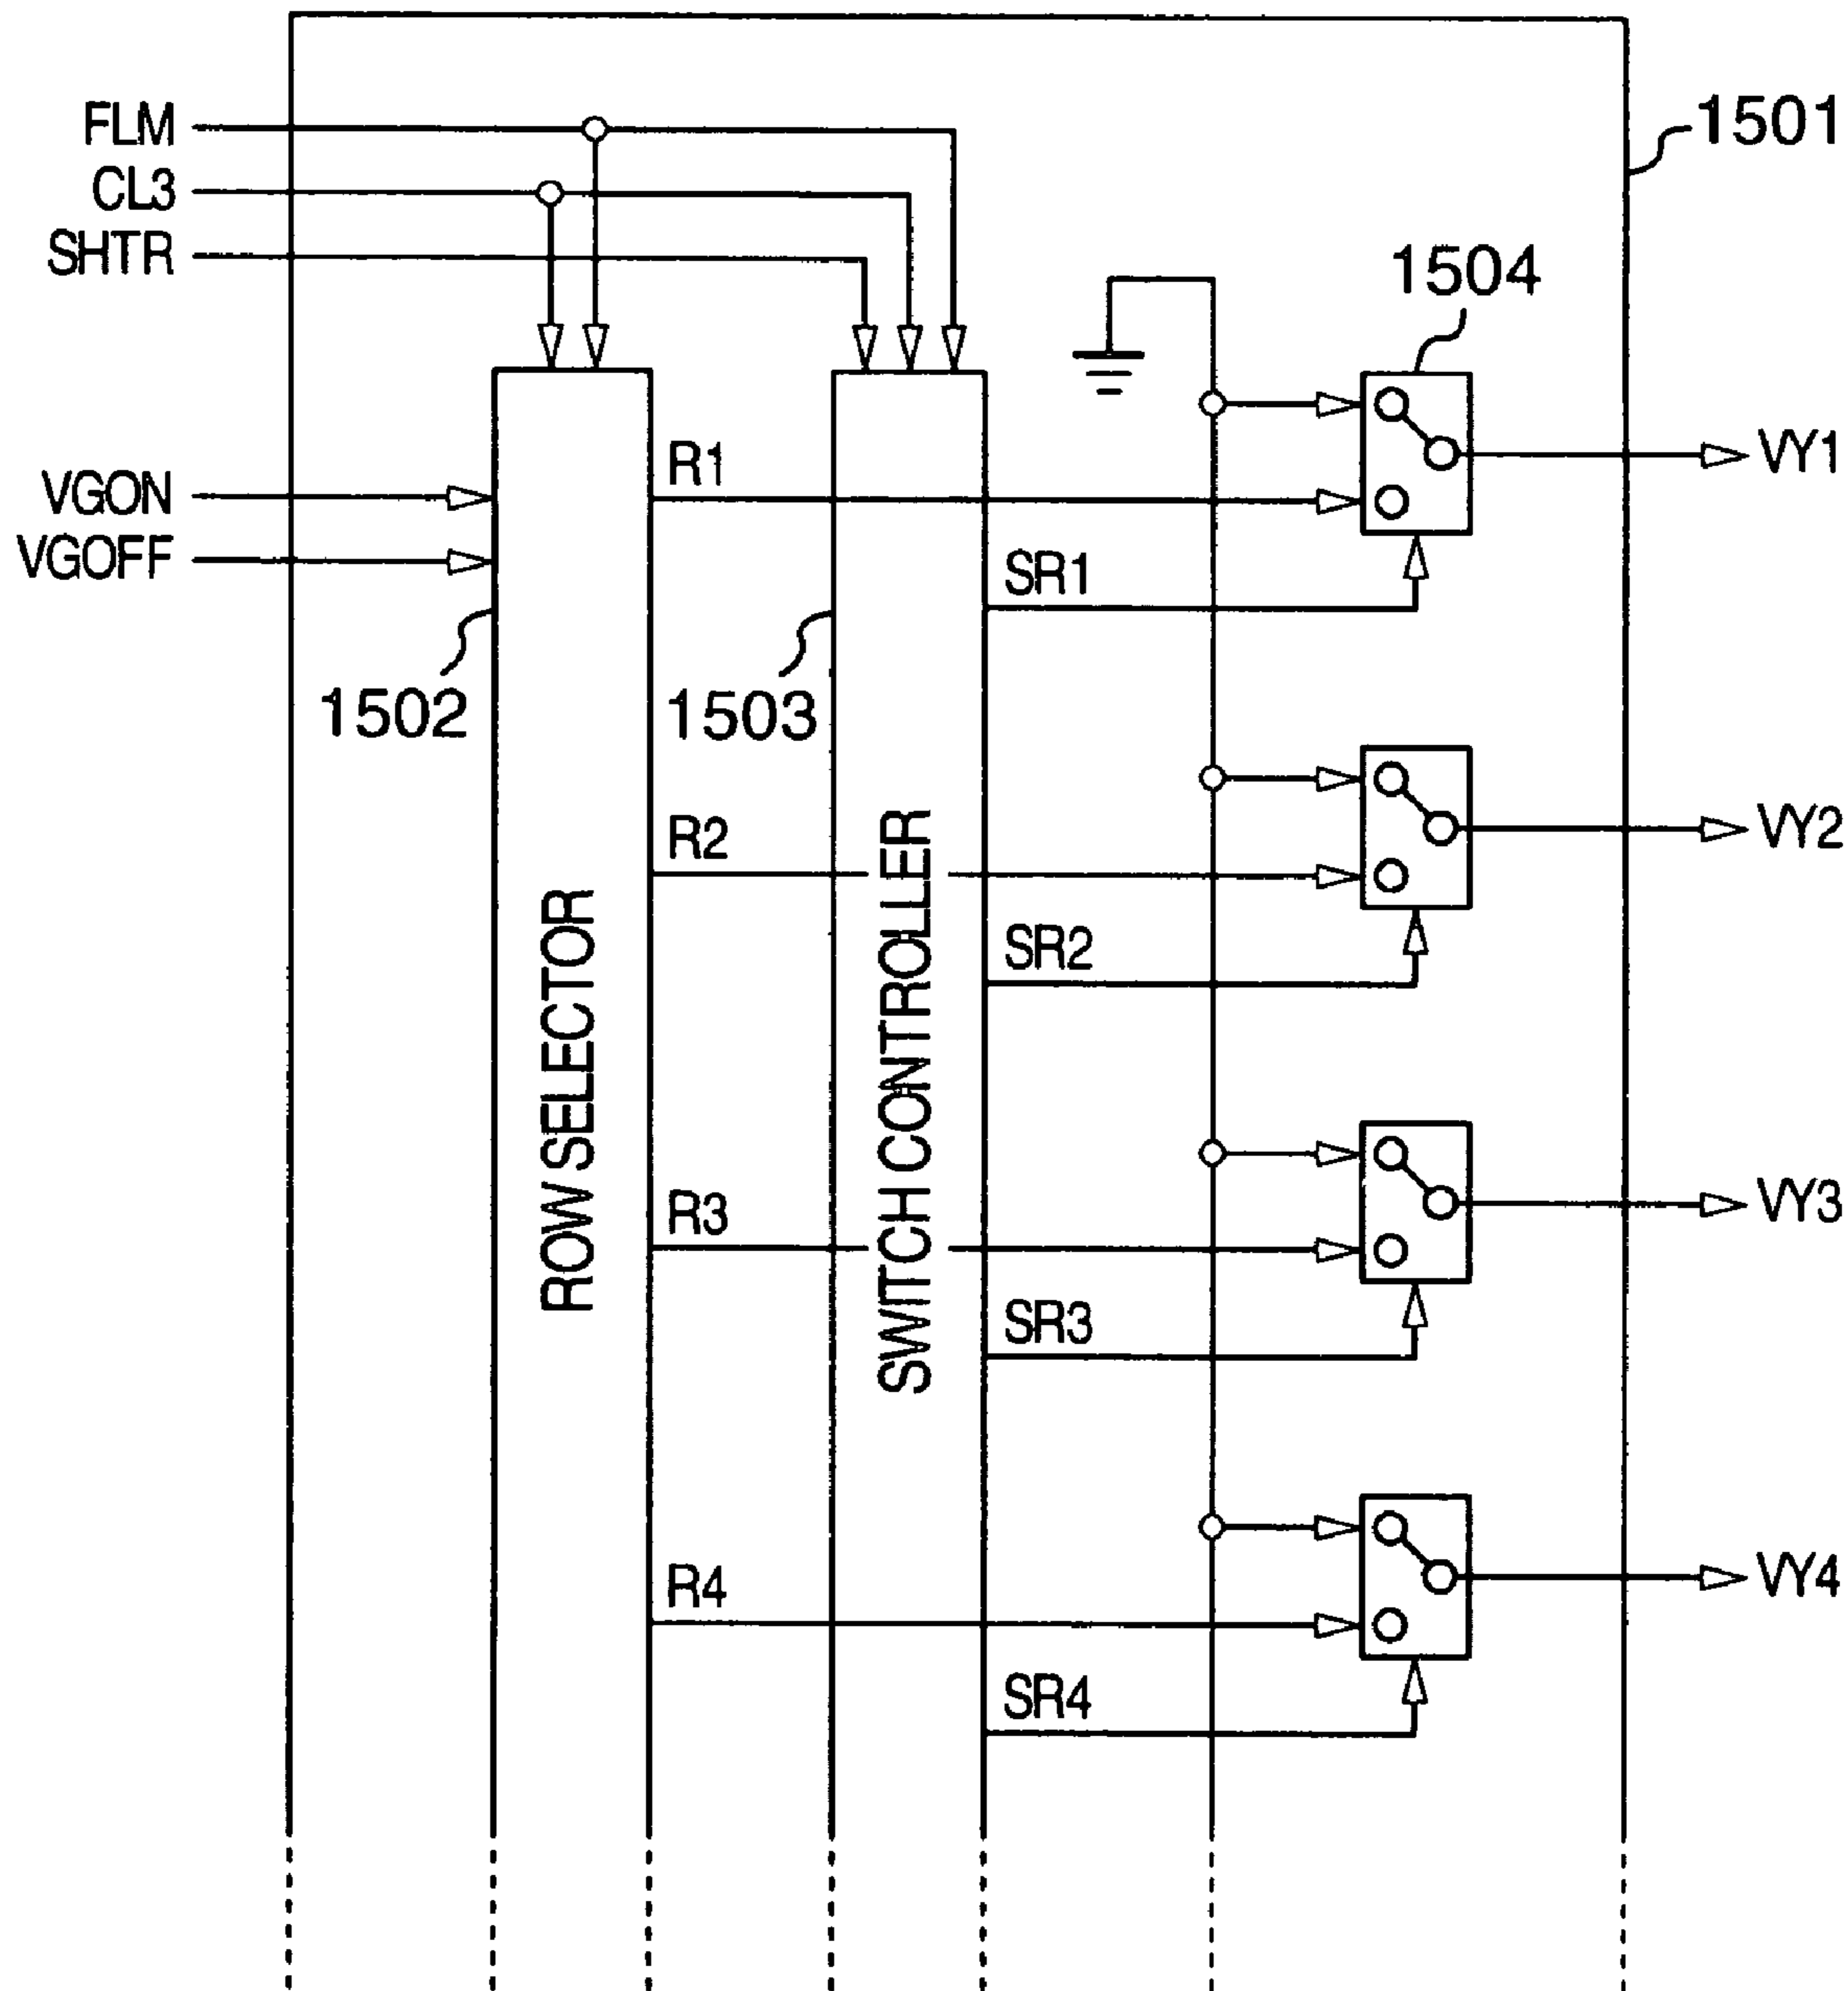 FLM
CL3
SHTR
1501
1504
VGON
VGOFF
R1
VY1
SR1
1502
1503
R2
VY2
SR2
ROW SELECTOR
SWITCH CONTROLLER
R3
VY3
SR3
R4
VY4
SR4